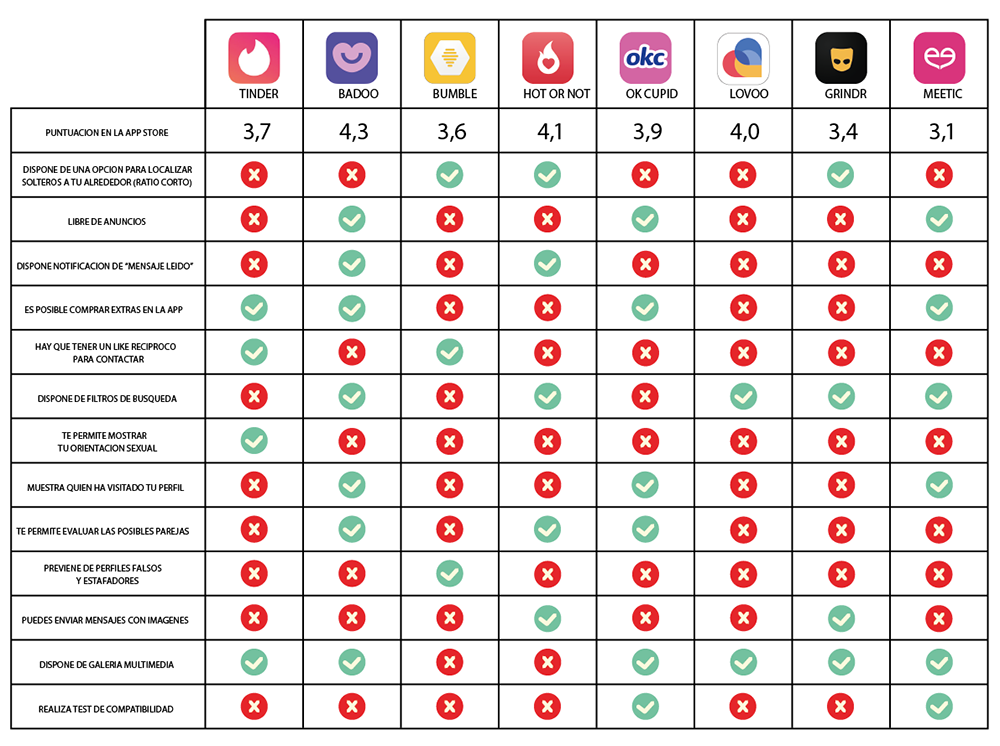 okc
TINDER BADOO BUMBLE HOT OR NOT OK CUPID LOVOO GRINDR MEETIC
PUNTUACION EN LA APP STORE 3,7 4,3 3,6 4,1 3,9 4,0 3,4 3,1
DISPONE DE UNA OPCION PARA LOCALIZAR
SOLTEROS A TU ALREDEDOR (RATIO CORTO)
LIBRE DE ANUNCIOS
DISPONE NOTIFICACION DE "MENSAJE LEIDO"
ES POSIBLE COMPRAR EXTRAS EN LA APP
HAY QUE TENER UN LIKE RECIPROCO
PARA CONTACTAR
DISPONE DE FILTROS DE BUSQUEDA
TE PERMITE MOSTRAR
TU ORIENTACION SEXUAL
MUESTRA QUIEN HA VISITADO TU PERFIL
TE PERMITE EVALUAR LAS POSIBLES PAREJAS
PREVIENE DE PERFILES FALSOS
Y ESTAFADORES
PUEDES ENVIAR MENSAJES CON IMAGENES
DISPONE DE GALERIA MULTIMEDIA
REALIZA TEST DE COMPATIBILIDAD